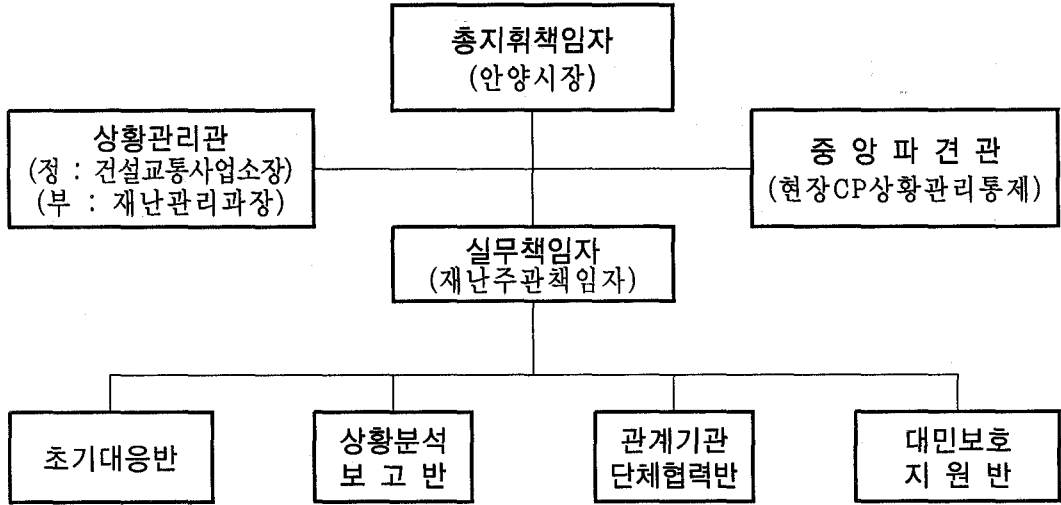 총지휘책임자
(안양시장)
상황관리관
(정 : 건설교통사업소장)
(부 : 재난관리과장)
중 앙 파 견 관
(현장CP상황관리통제)
실무책임자
(재난주관책임자)
초기대응반
상황분석
보 고 반
관계기관
단체협력반
대민보호
지 원 반